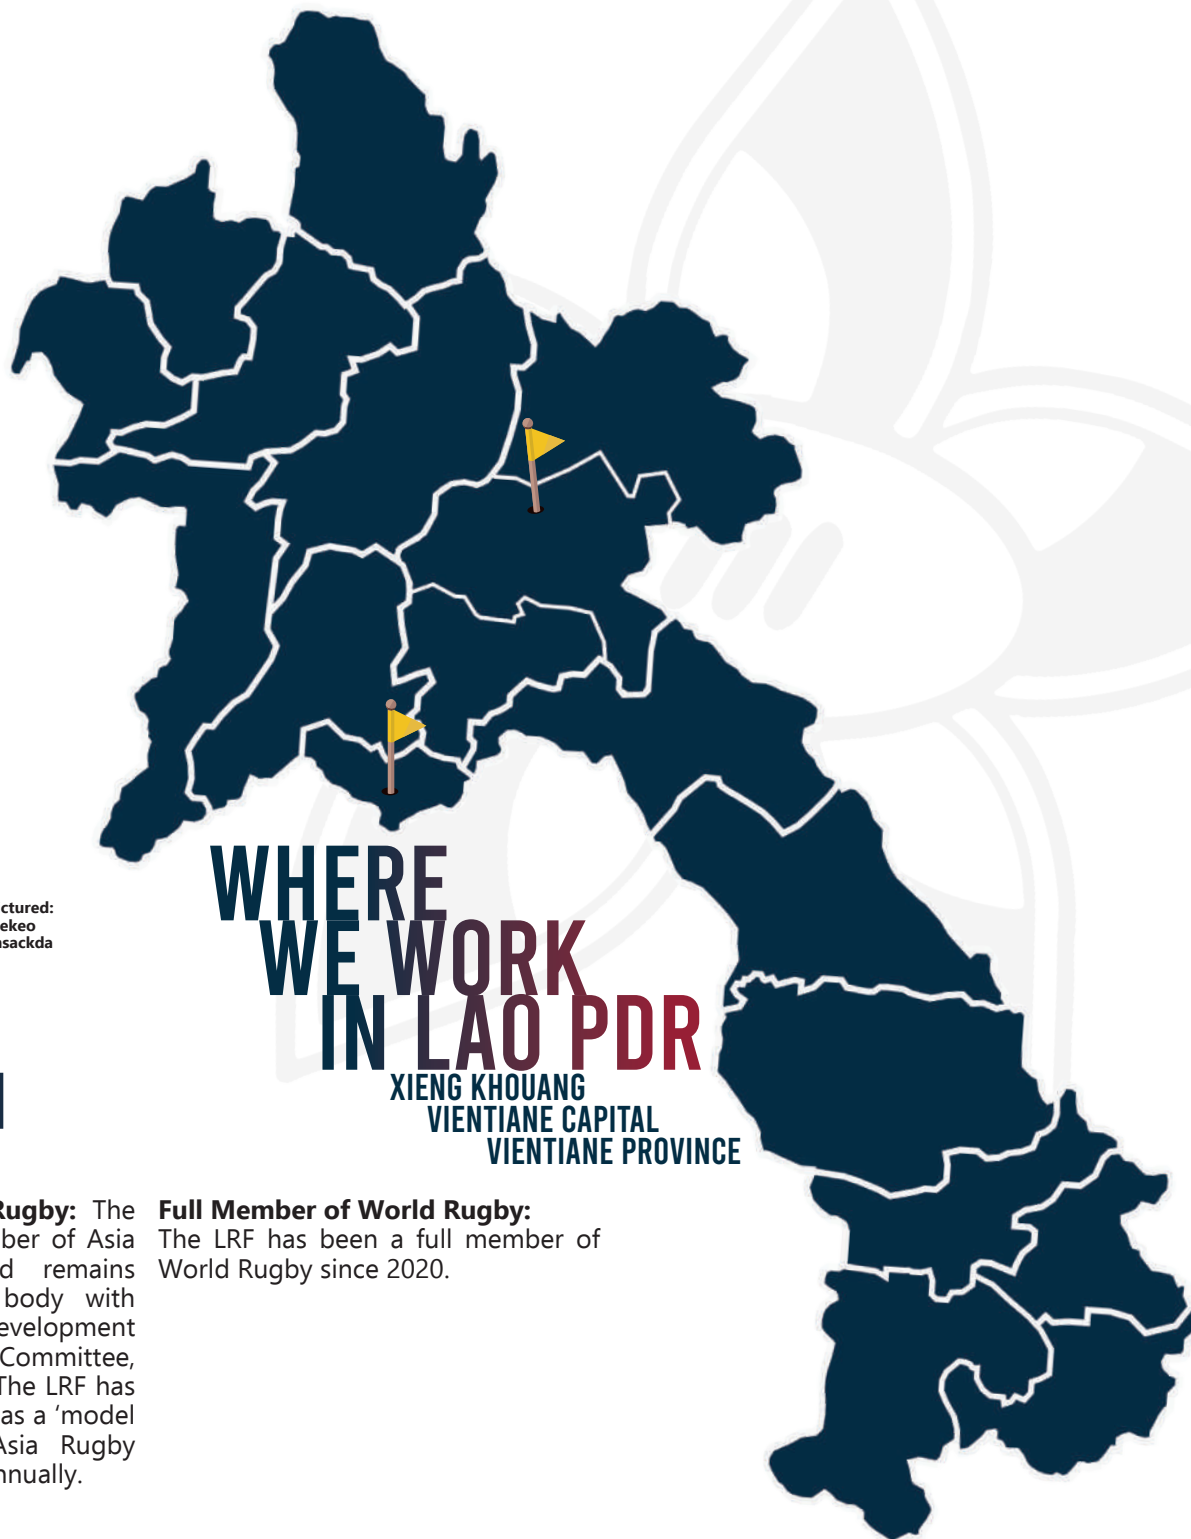 ctured:
ekeo
nsackda
WHERE
WE WORK
IN LAO PDR
XIENG KHOUANG
VIENTIANE CAPITAL
VIENTIANE PROVINCE
Rugby: The
ber of Asia
d remains
body with
evelopment
Committee,
The LRF has
as a ‘model
Asia Rugby
nnually.
Full Member of World Rugby:
The LRF has been a full member of
World Rugby since 2020.